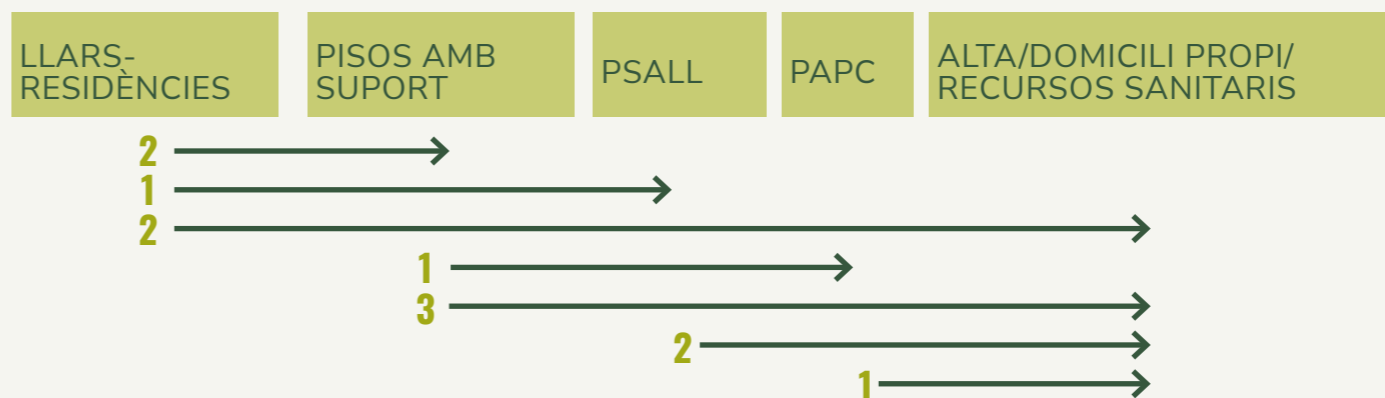 LLARS-
RESIDÈNCIES
PISOS AMB
SUPORT
PSALL
PAPC
ALTA/DOMICILI PROPI/
RECURSOS SANITARIS
2
1
2
1
3
2
1